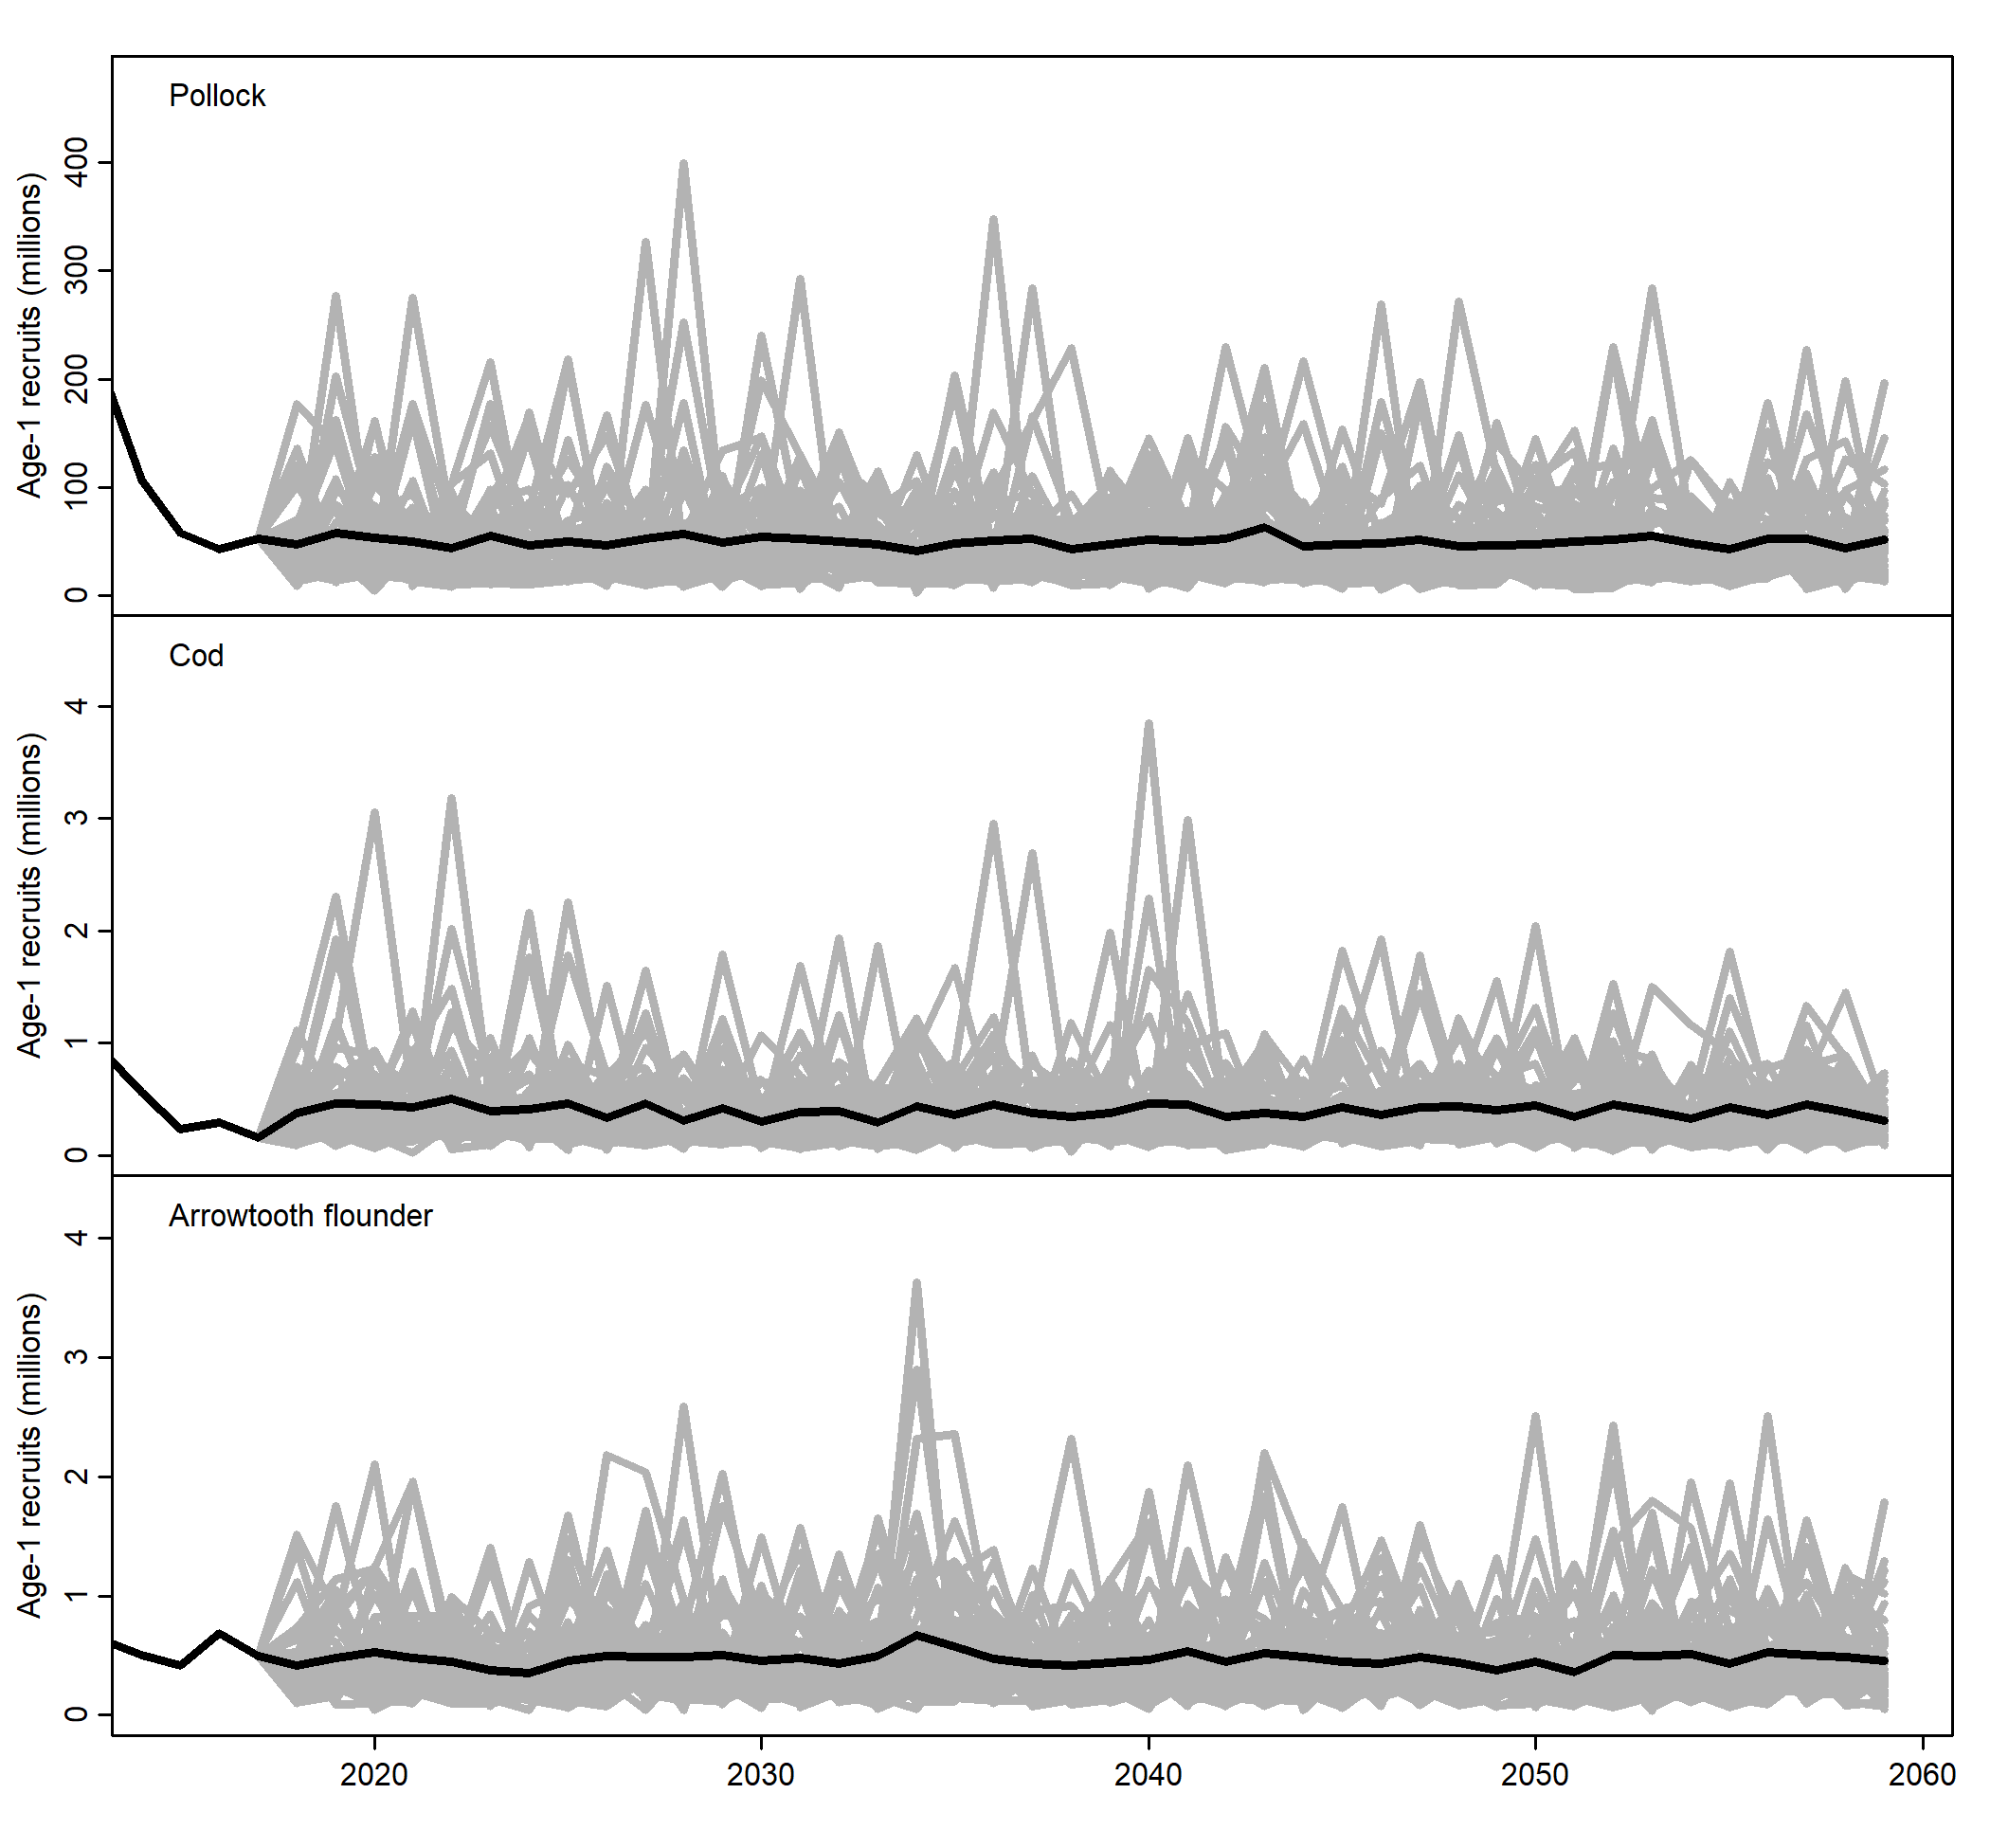 Pollock
Age-1 recruits (millions)
400
300
200
100
0
Cod
Age-1 recruits (millions)
4
3
2
1
0
Arrowtooth flounder
Age-1 recruits (millions)
4
3
2
1
0
2020 2030 2040 2050 2060